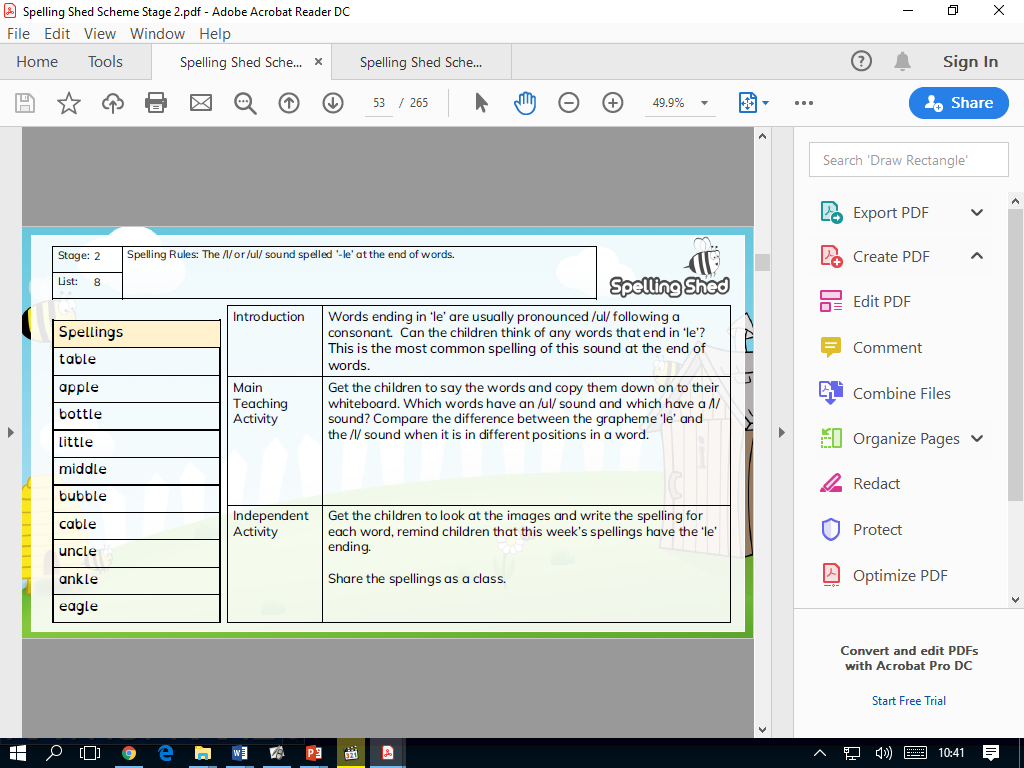 Spelling Shed Scheme Stage 2.pdf - Adobe Acrobat Reader DC
File Edit View Window Help
Home Tools Spelling Shed Sche... × Spelling Shed Sche... Sign In
53 / 265 49.9% Share
Search 'Draw Rectangle'
Export PDF
Create PDF
Edit PDF
Comment
Combine Files
Organize Pages
Redact
Protect
Optimize PDF
Convert and edit PDFs
with Acrobat Pro DC
Start Free Trial
Stage: 2
Spelling Rules: The /l/ or /ul/ sound spelled '-le' at the end of words.
List: 8
Spelling Shed
Spellings
table
apple
bottle
little
middle
bubble
cable
uncle
ankle
eagle
Introduction
Words ending in 'le' are usually pronounced /ul/ following a
consonant. Can the children think of any words that end in 'le'?
This is the most common spelling of this sound at the end of
words.
Main
Teaching
Activity
Get the children to say the words and copy them down on to their
whiteboard. Which words have an /ul/ sound and which have a /l/
sound? Compare the difference between the grapheme 'le' and
the /l/ sound when it is in different positions in a word.
Independent
Activity
Get the children to look at the images and write the spelling for
each word, remind children that this week's spellings have the 'le'
ending.
Share the spellings as a class.
10:41